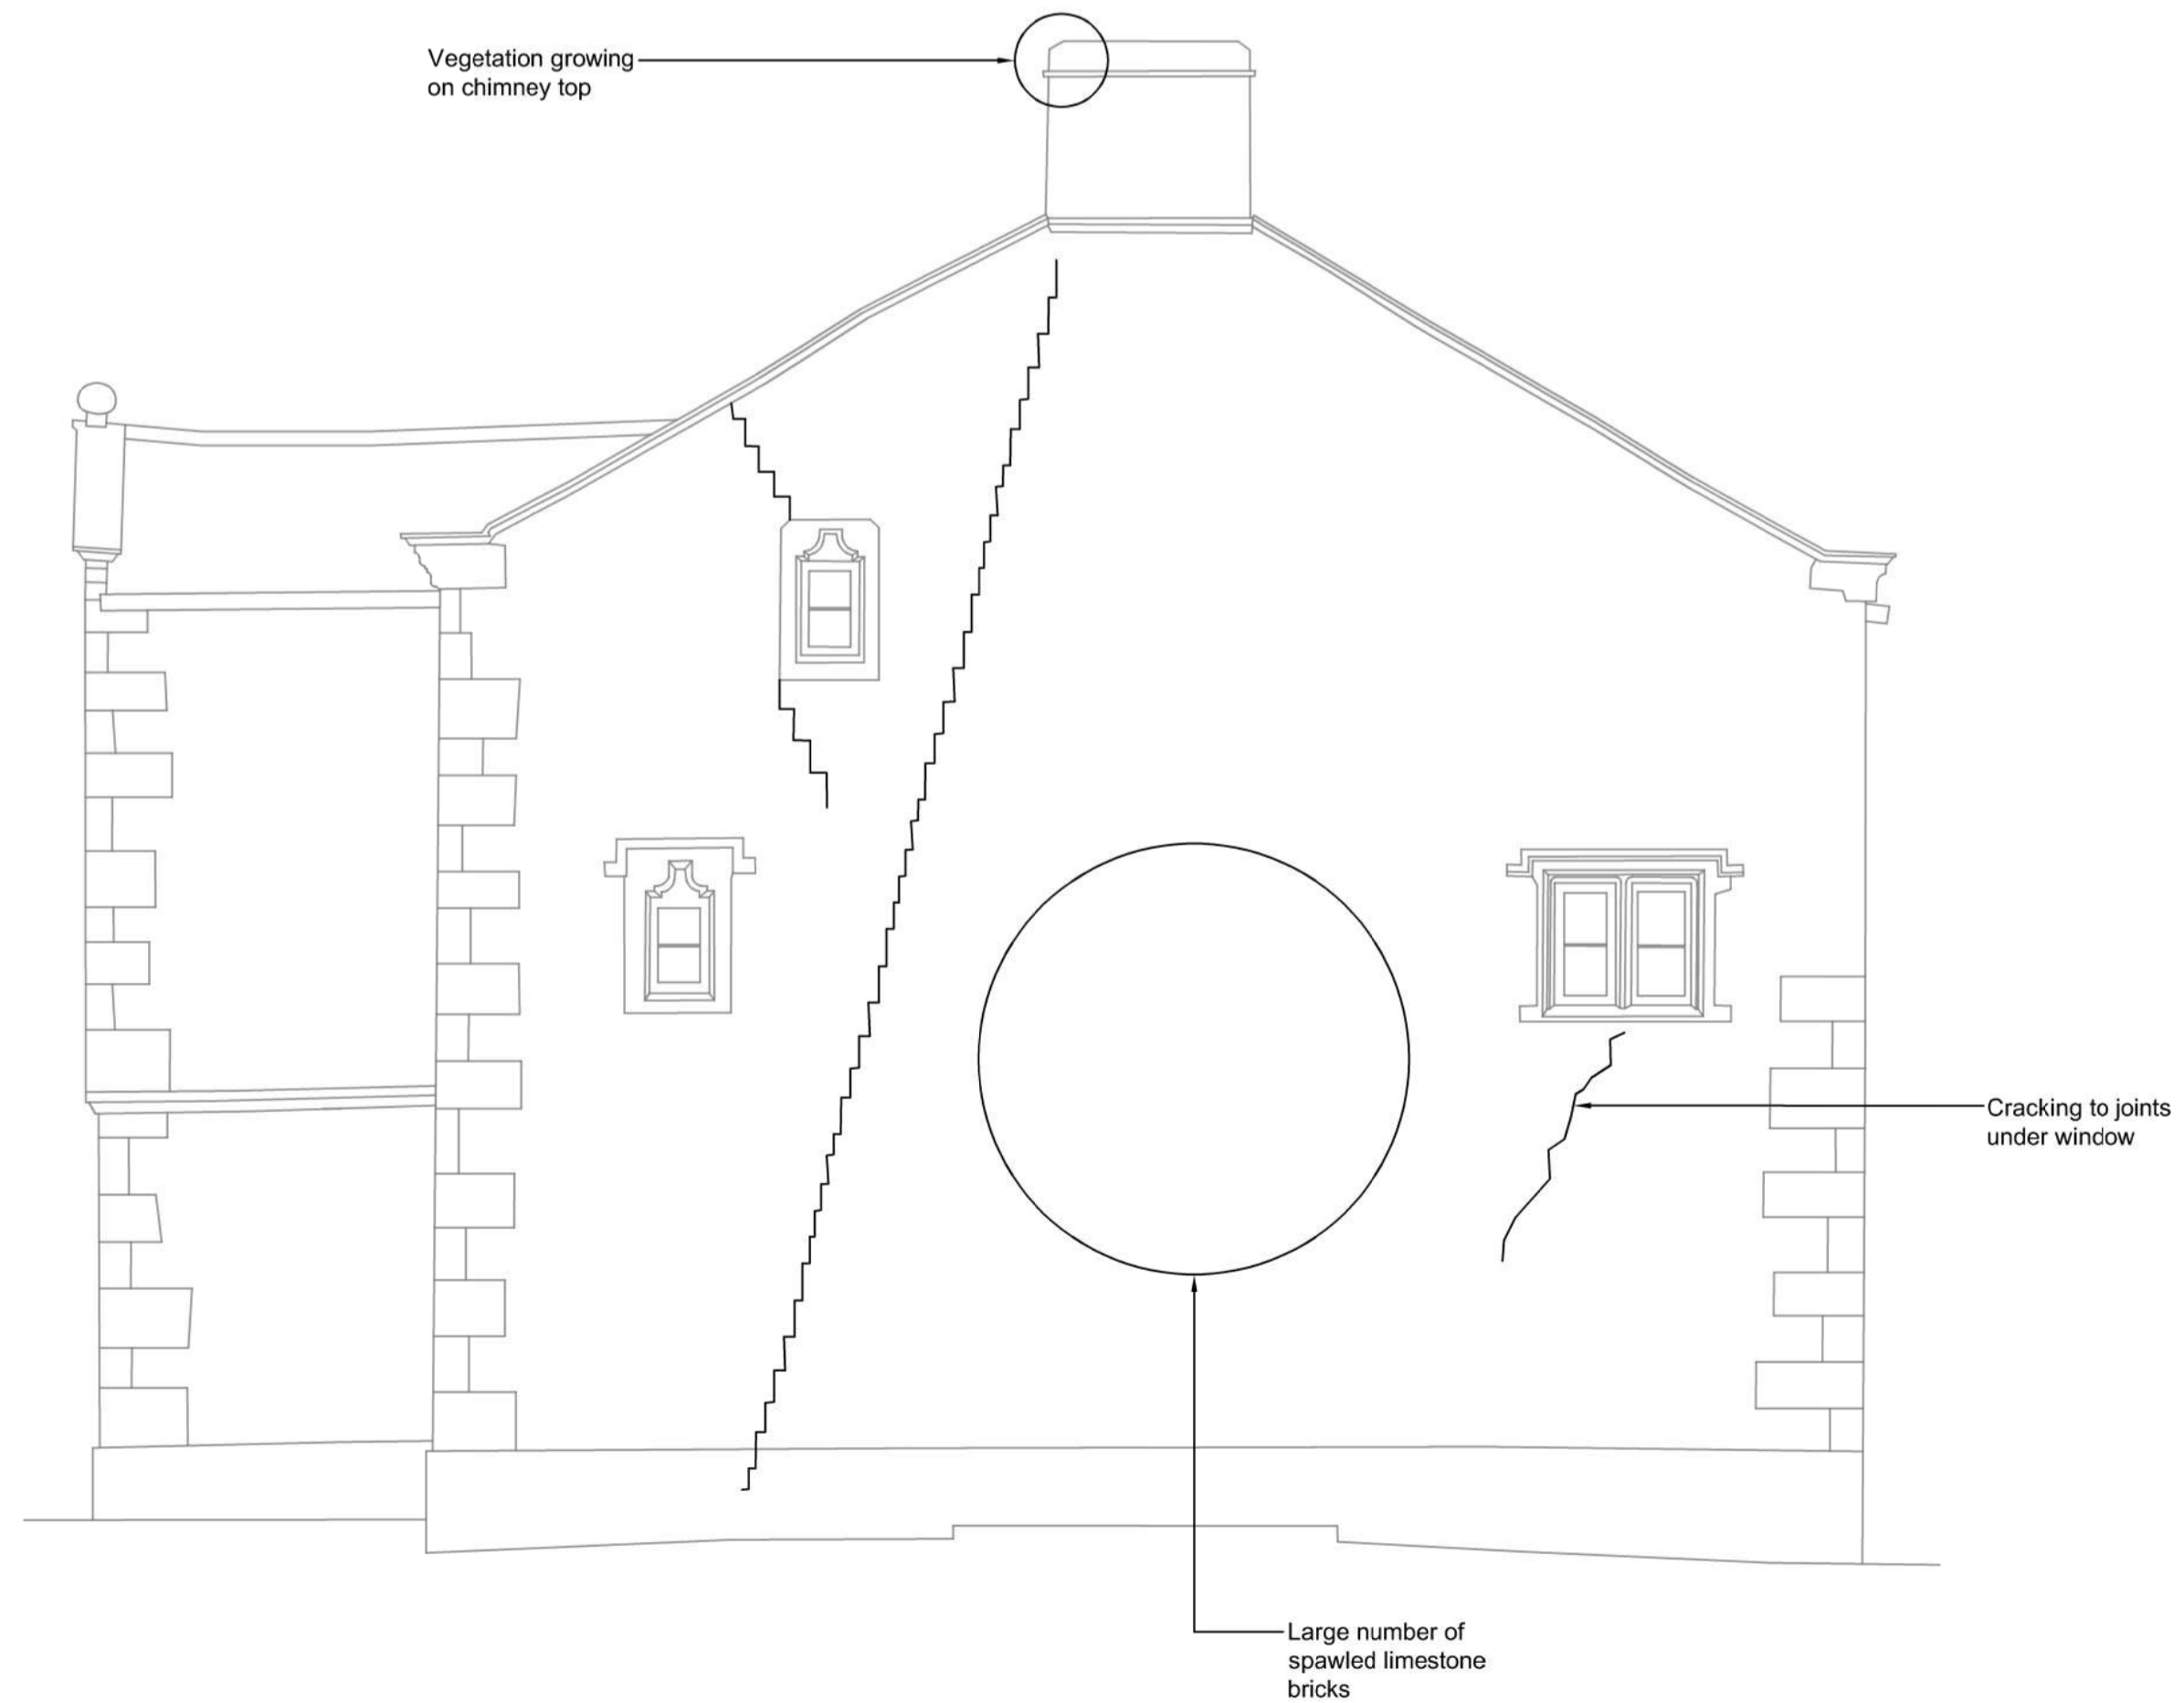 Vegetation growing
on chimney top
Cracking to joints
under window
Large number of
spawled limestone
bricks